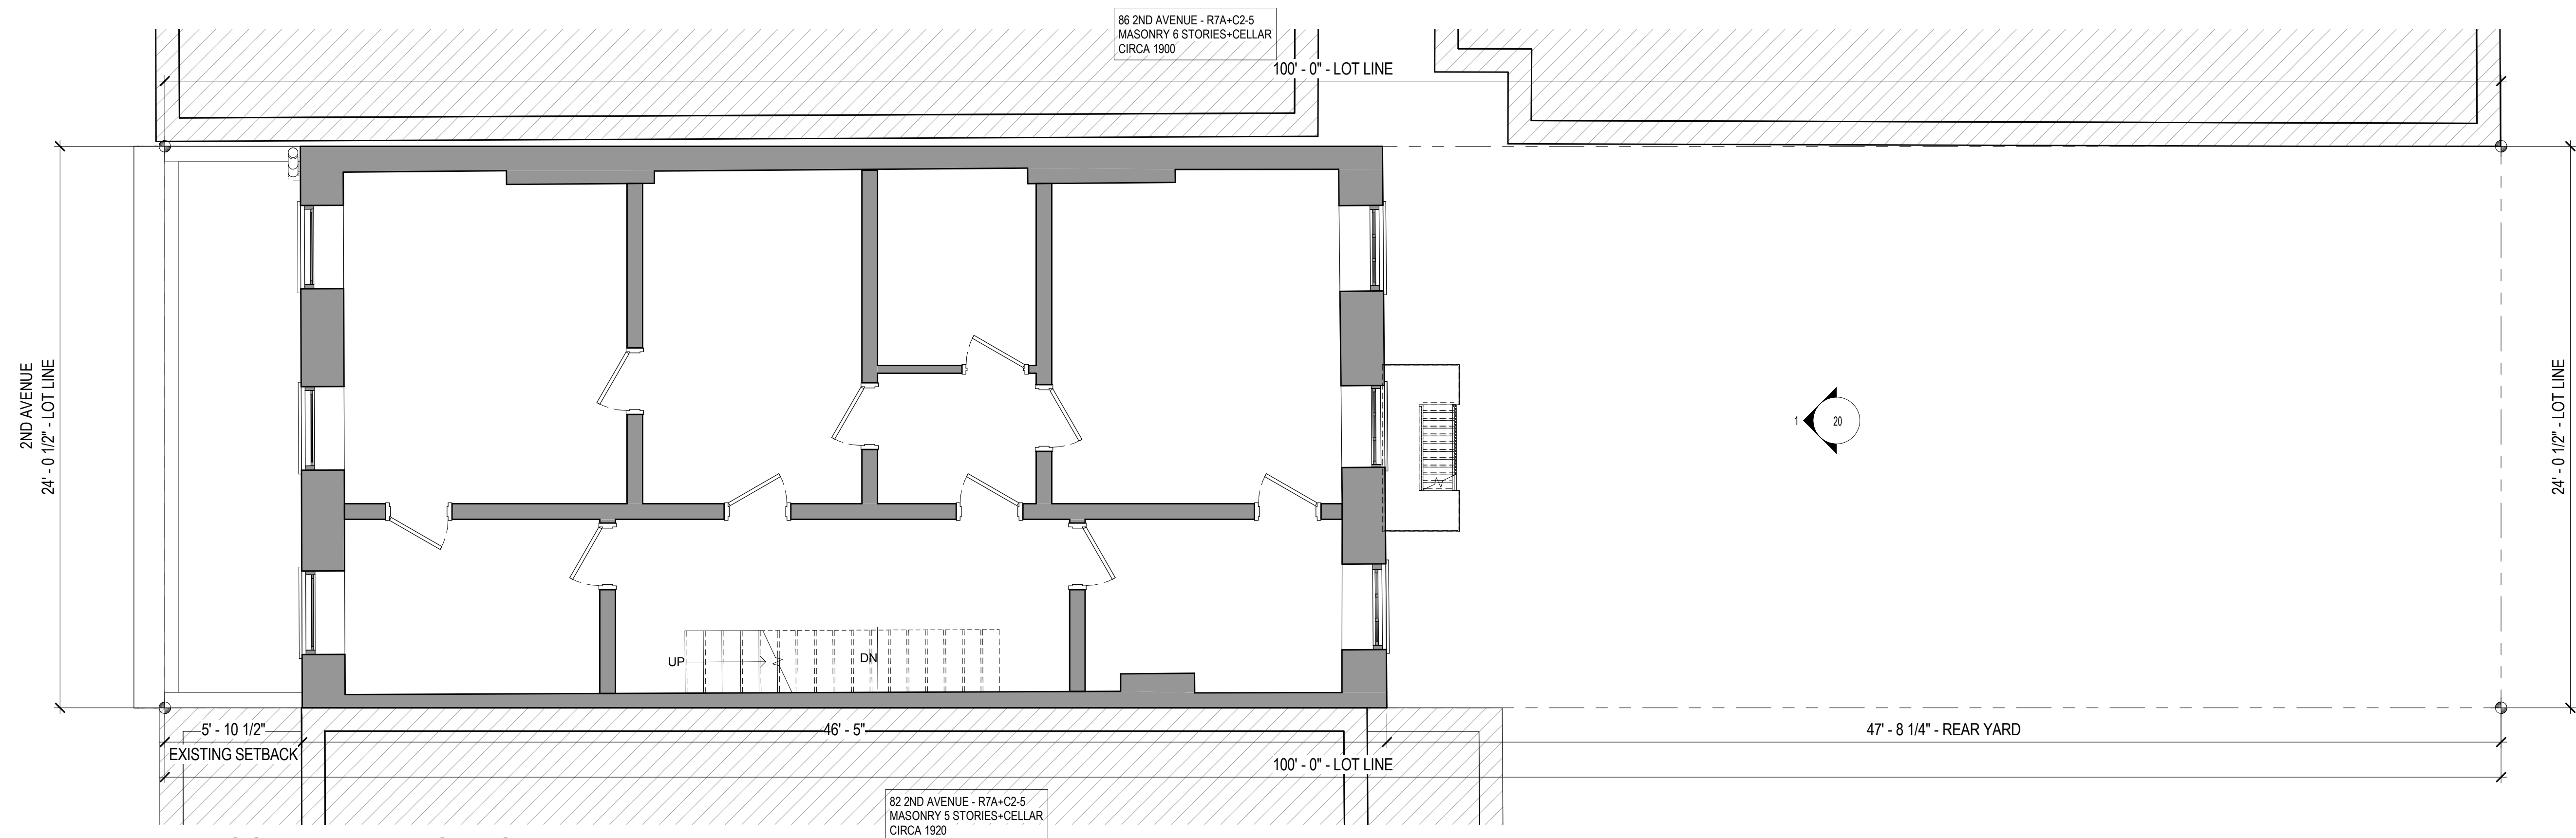 86 2ND AVENUE - R7A+C2-5
MASONRY 6 STORIES+CELLAR
CIRCA 1900
100' - 0" - LOT LINE
2ND AVENUE
24' - 0 1/2" - LOT LINE
24' - 0 1/2" - LOT LINE
1
20
UP
DN
5' - 10 1/2"
EXISTING SETBACK
46' - 5"
47' - 8 1/4" - REAR YARD
100' - 0" - LOT LINE
82 2ND AVENUE - R7A+C2-5
MASONRY 5 STORIES+CELLAR
CIRCA 1920